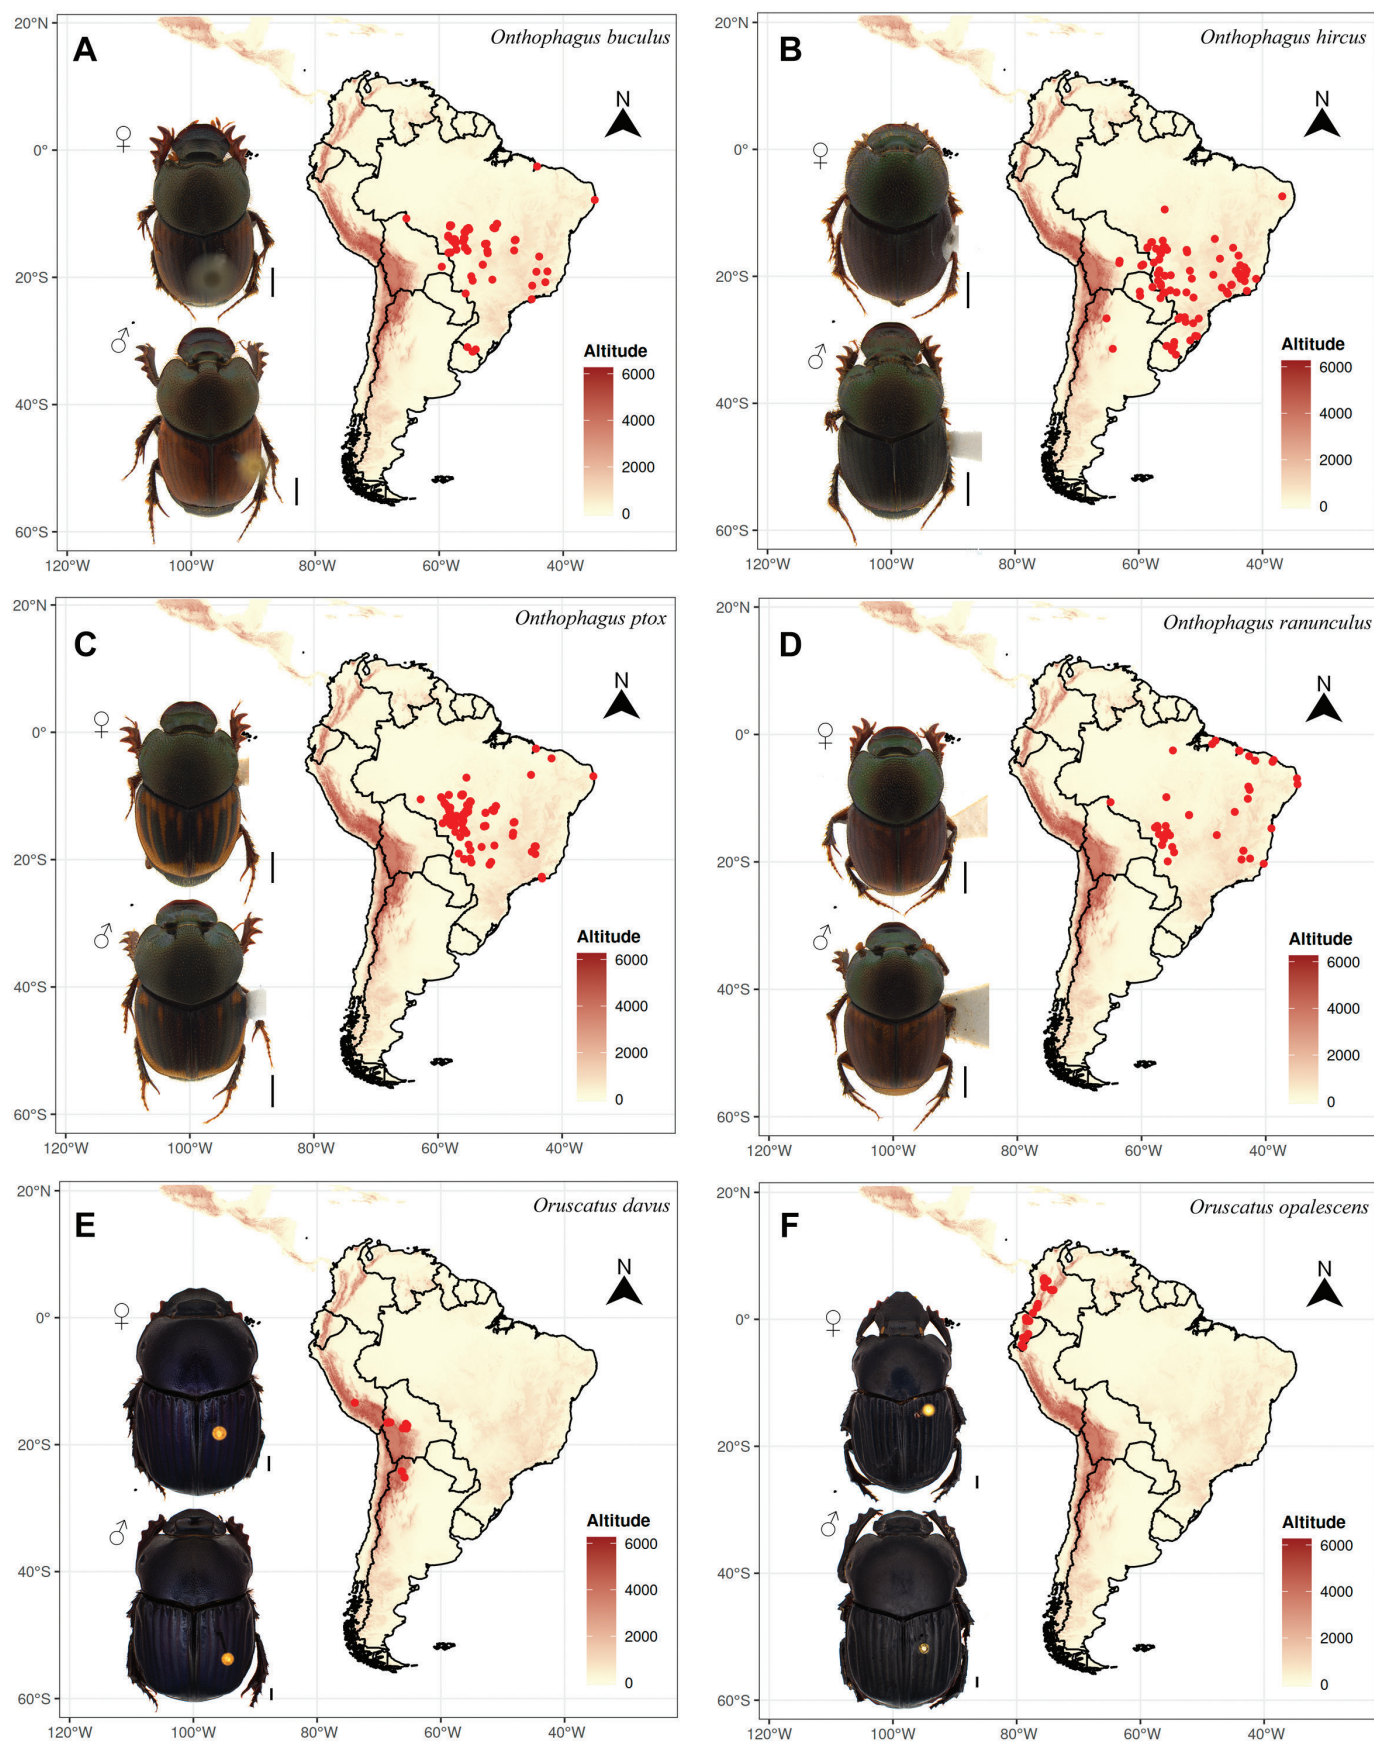 A
Onthophagus buculus
N
♀
♂
Altitude
6000
4000
2000
0
20°N
0°
20°S
40°S
60°S
120°W
100°W
80°W
60°W
40°W
B
Onthophagus hircus
N
♀
♂
Altitude
6000
4000
2000
0
20°N
0°
20°S
40°S
60°S
120°W
100°W
80°W
60°W
40°W
C
Onthophagus ptox
N
♀
♂
Altitude
6000
4000
2000
0
20°N
0°
20°S
40°S
60°S
120°W
100°W
80°W
60°W
40°W
D
Onthophagus ranunculus
N
♀
♂
Altitude
6000
4000
2000
0
20°N
0°
20°S
40°S
60°S
120°W
100°W
80°W
60°W
40°W
E
Oruscatus davus
N
♀
♂
Altitude
6000
4000
2000
0
20°N
0°
20°S
40°S
60°S
120°W
100°W
80°W
60°W
40°W
F
Oruscatus opalescens
N
♀
♂
Altitude
6000
4000
2000
0
20°N
0°
20°S
40°S
60°S
120°W
100°W
80°W
60°W
40°W